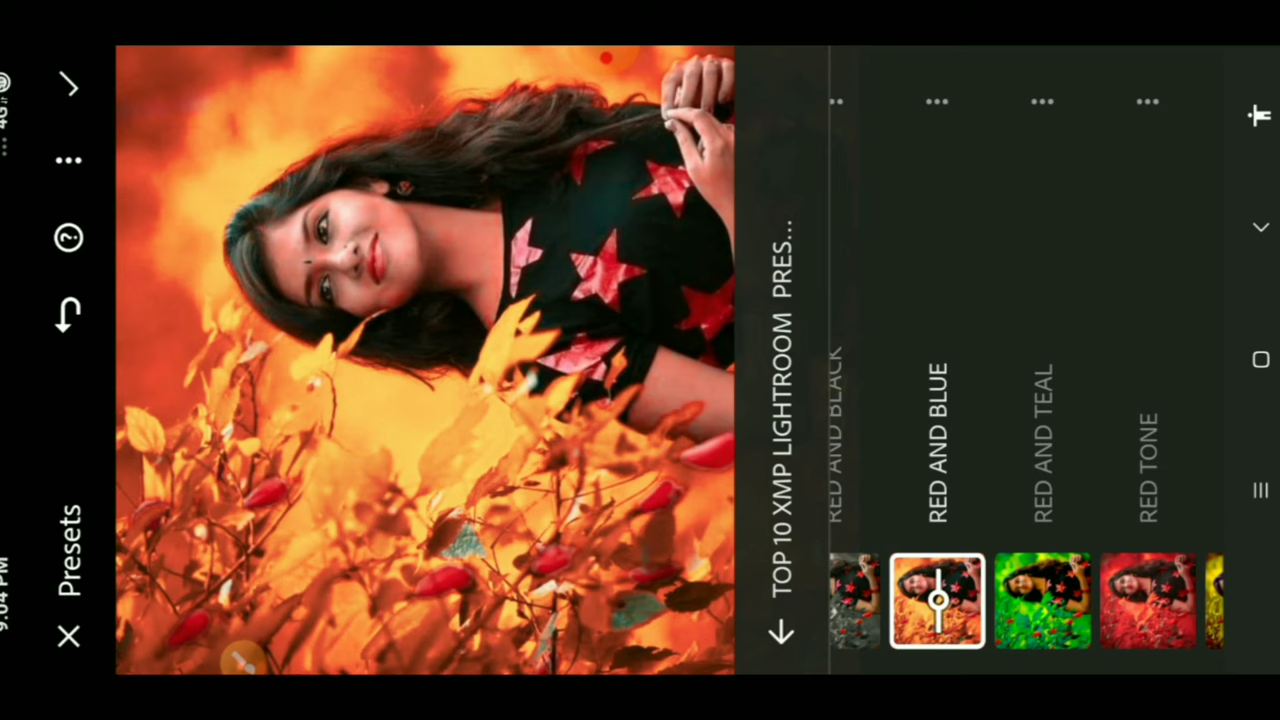 9:04 PM
4G
Presets
TOP 10 XMP LIGHTROOM PRES...
RED AND BLACK
RED AND BLUE
RED AND TEAL
RED TONE